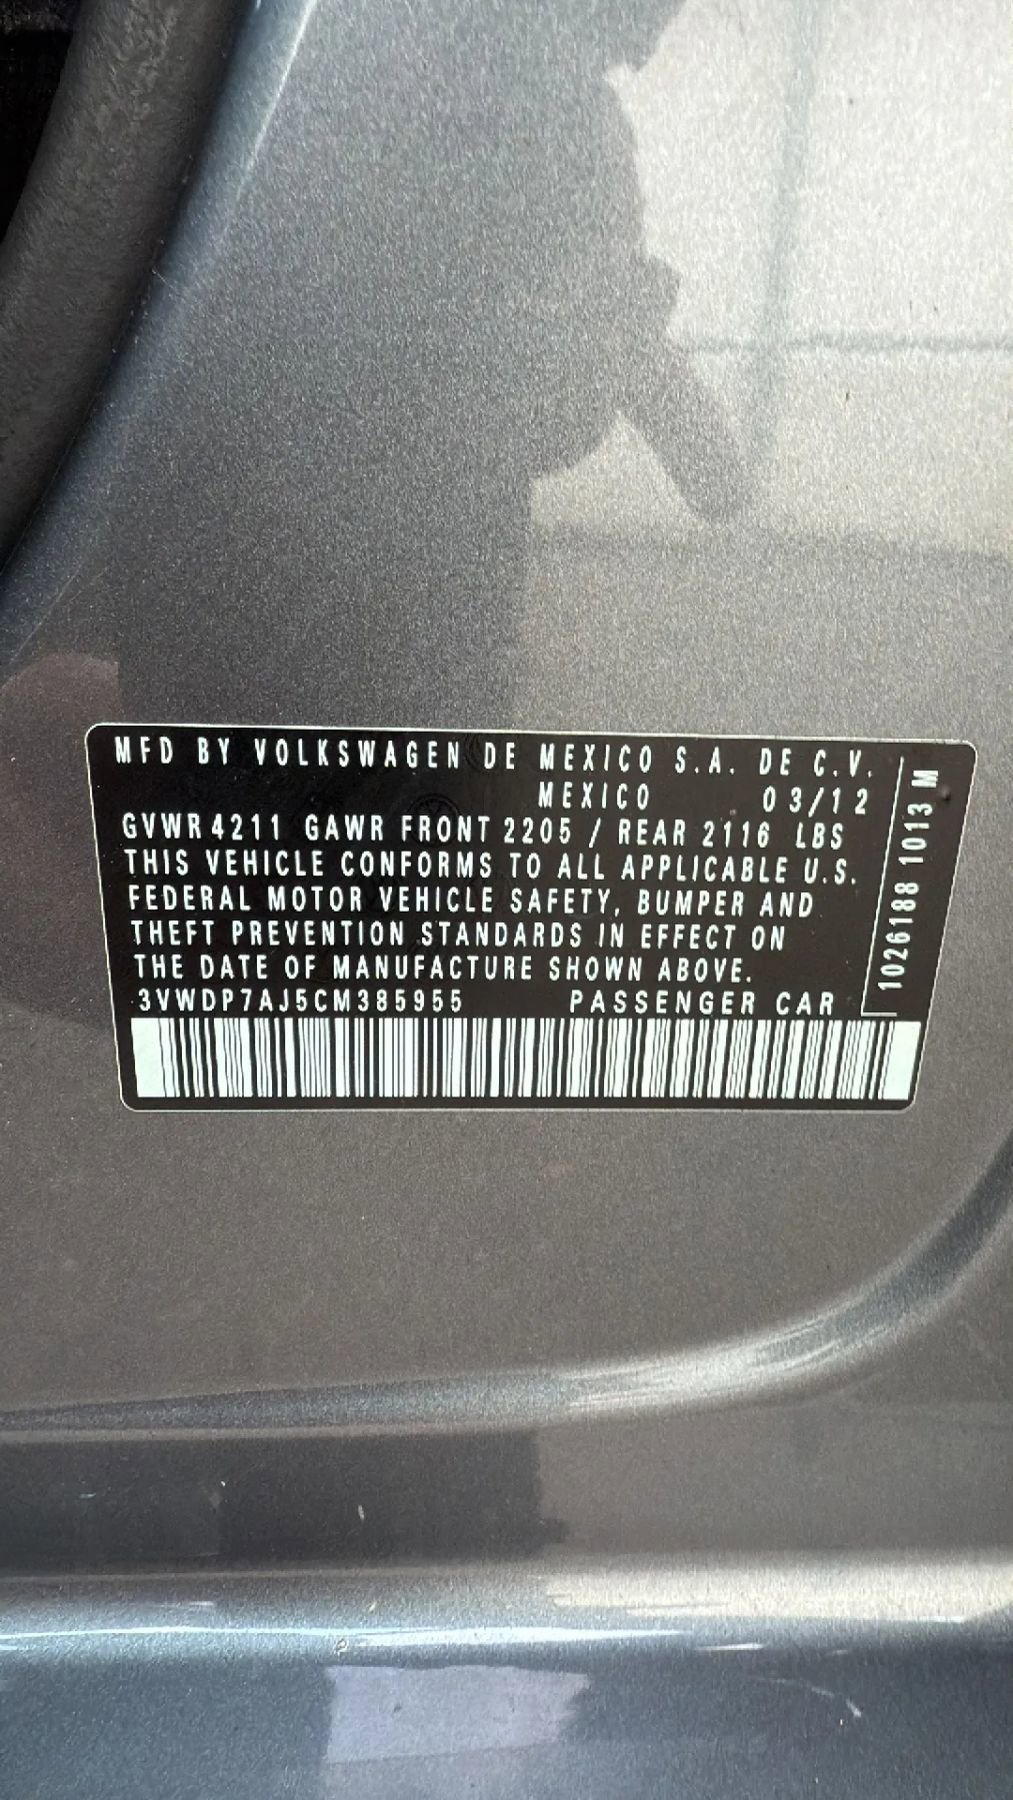 MFD BY VOLKSWAGEN DE MEXICO S.A. DE C.V.
MEXICO 03/12
GVWR 4211 GAWR FRONT 2205 / REAR 2116 LBS
THIS VEHICLE CONFORMS TO ALL APPLICABLE U.S.
FEDERAL MOTOR VEHICLE SAFETY, BUMPER AND
THEFT PREVENTION STANDARDS IN EFFECT ON
THE DATE OF MANUFACTURE SHOWN ABOVE.
3VWDP7AJ5CM385955 PASSENGER CAR
1026188 1013 M